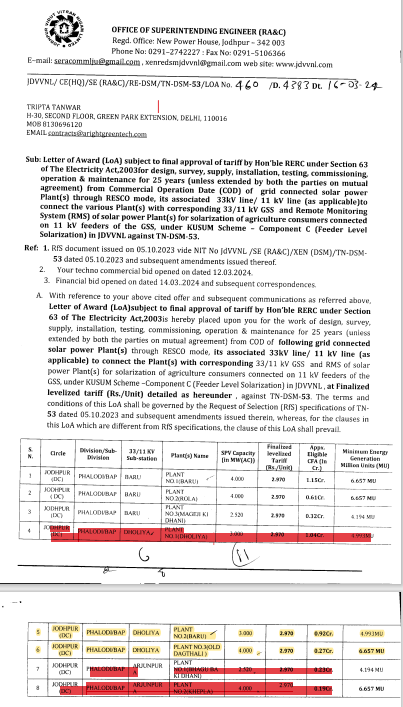 JODHPUR VIDYUT VITRAN
OFFICE OF SUPERINTENDING ENGINEER (RA&C)
Regd. Office: New Power House, Jodhpur – 342 003
Phone No: 0291–2742227 : Fax No: 0291–5106366
E-mail: seracommlju@gmail.com , xenredsmjdvvnl@gmail.com web site: www.jdvvnl.com
JDVVNL/ CE(HQ)/SE (RA&C)/RE-DSM/TN-DSM-53/LOA No. 460 /D. 4383 Dt. 16-03-24
TRIPTA TANWAR
H-30, SECOND FLOOR, GREEN PARK EXTENSION, DELHI, 110016
MOB 8130696120
EMAIL contracts@arightgreentech.com
Sub: Letter of Award (LoA) subject to final approval of tariff by Hon'ble RERC under Section 63
of The Electricity Act,2003for design, survey, supply, installation, testing, commissioning,
operation & maintenance for 25 years (unless extended by both the parties on mutual
agreement) from Commercial Operation Date (COD) of grid connected solar power
Plant(s) through RESCO mode, its associated 33kV line/ 11 kV line (as applicable)to
connect the various Plant(s) with corresponding 33/11 kV GSS and Remote Monitoring
System (RMS) of solar power Plant(s) for solarization of agriculture consumers connected
on 11 kV feeders of the GSS, under KUSUM Scheme – Component C (Feeder Level
Solarization) in JDVVNL against TN-DSM-53.
Ref: 1. RfS document issued on 05.10.2023 vide NIT No JdVVNL /SE (RA&C)/XEN (DSM)/TN-DSM-
53 dated 05.10.2023 and subsequent amendments issued thereof.
2. Your techno commercial bid opened on dated 12.03.2024.
3. Financial bid opened on dated 14.03.2024 and subsequent correspondences.
A. With reference to your above cited offer and subsequent communications as referred above,
Letter of Award (LoA)subject to final approval of tariff by Hon'ble RERC under Section
63 of The Electricity Act,2003is hereby placed upon you for the work of design, survey,
supply, installation, testing, commissioning, operation & maintenance for 25 years (unless
extended by both the parties on mutual agreement) from COD of following grid connected
solar power Plant(s) through RESCO mode, its associated 33kV line/ 11 kV line (as
applicable) to connect the Plant(s) with corresponding 33/11 kV GSS and RMS of solar
power Plant(s) for solarization of agriculture consumers connected on 11 kV feeders of the
GSS, under KUSUM Scheme –Component C (Feeder Level Solarization) in JDVVNL , at Finalized
levelized tariff (Rs./Unit) detailed as hereunder , against TN-DSM-53. The terms and
conditions of this LoA shall be governed by the Request of Selection (RfS) specifications of TN-
53 dated 05.10.2023 and subsequent amendments issued therein, whereas, for the clauses in
this LoA which are different from RfS specifications, the clause of this LoA shall prevail.
S. N. Circle Division/Sub-Division 33/11 KV Sub-station Plant(s) Name SPV Capacity (in MW(AC)) Finalized levelized Tariff (Rs./Unit) Appx. Eligible CFA (In Cr.) Minimum Energy Generation Million Units (MU)
1 JODHPUR (DC) PHALODI/BAP BARU PLANT NO.1(BARU) 4.000 2.970 1.15Cr. 6.657 MU
2 JODHPUR (DC) PHALODI/BAP BARU PLANT NO.2(ROLA) 4.000 2.970 0.61Cr. 6.657 MU
3 JODHPUR (DC) PHALODI/BAP BARU PLANT NO.3(MAGEJI KI DHANI) 2.520 2.970 0.32Cr. 4.194 MU
4 JODHPUR (DC) PHALODI/BAP DHOLIYA PLANT NO.1(DHOLIYA) 3.000 2.970 1.04Cr. 4.993MU
6 11
5 JODHPUR (DC) PHALODI/BAP DHOLIYA PLANT NO.2(BARU) 3.000 2.970 0.92Cr. 4.993MU
6 JODHPUR (DC) PHALODI/BAP DHOLIYA PLANT NO.3(OLD DAGTHALI ) 4.000 2.970 0.27Cr. 6.657 MU
7 JODHPUR (DC) PHALODI/BAP ARJUNPURA PLANT NO.1(BHAGU BA KI DHANI) 2.520 2.970 0.23Cr. 4.194 MU
8 JODHPUR (DC) PHALODI/BAP ARJUNPURA PLANT NO.2(KHEPLA) 4.000 2.970 0.19Cr. 6.657 MU